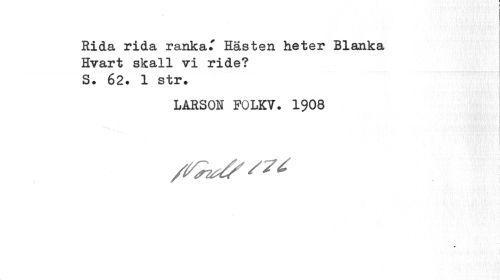 Rida rida ranka! Hästen heter Blanka
Hvart skall vi ride?
S. 62. 1 str.
LARSON FOLKV. 1908
Nordl 176